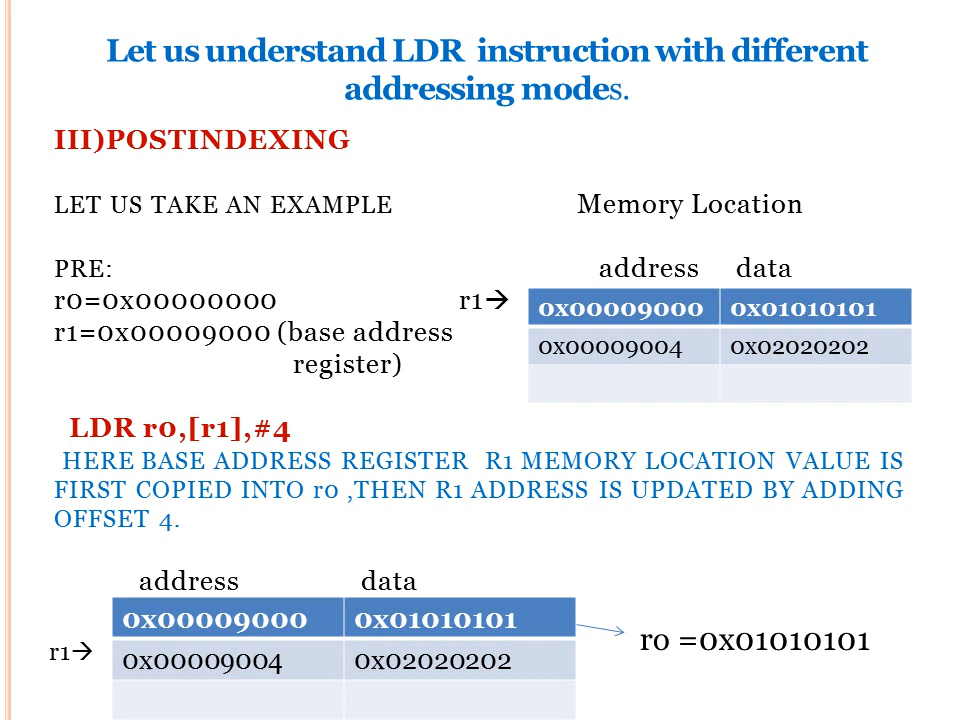 Let us understand LDR instruction with different
addressing modes.
III)POSTINDEXING
LET US TAKE AN EXAMPLE
Memory Location
PRE:
address data
r0=0x00000000
r1→
r1=0x00009000 (base address
register)
0x00009000 0x01010101
0x00009004 0x02020202
LDR r0,[r1],#4
HERE BASE ADDRESS REGISTER R1 MEMORY LOCATION VALUE IS
FIRST COPIED INTO r0 ,THEN R1 ADDRESS IS UPDATED BY ADDING
OFFSET 4.
address data
0x00009000 0x01010101
r1→
0x00009004 0x02020202
r0 =0x01010101